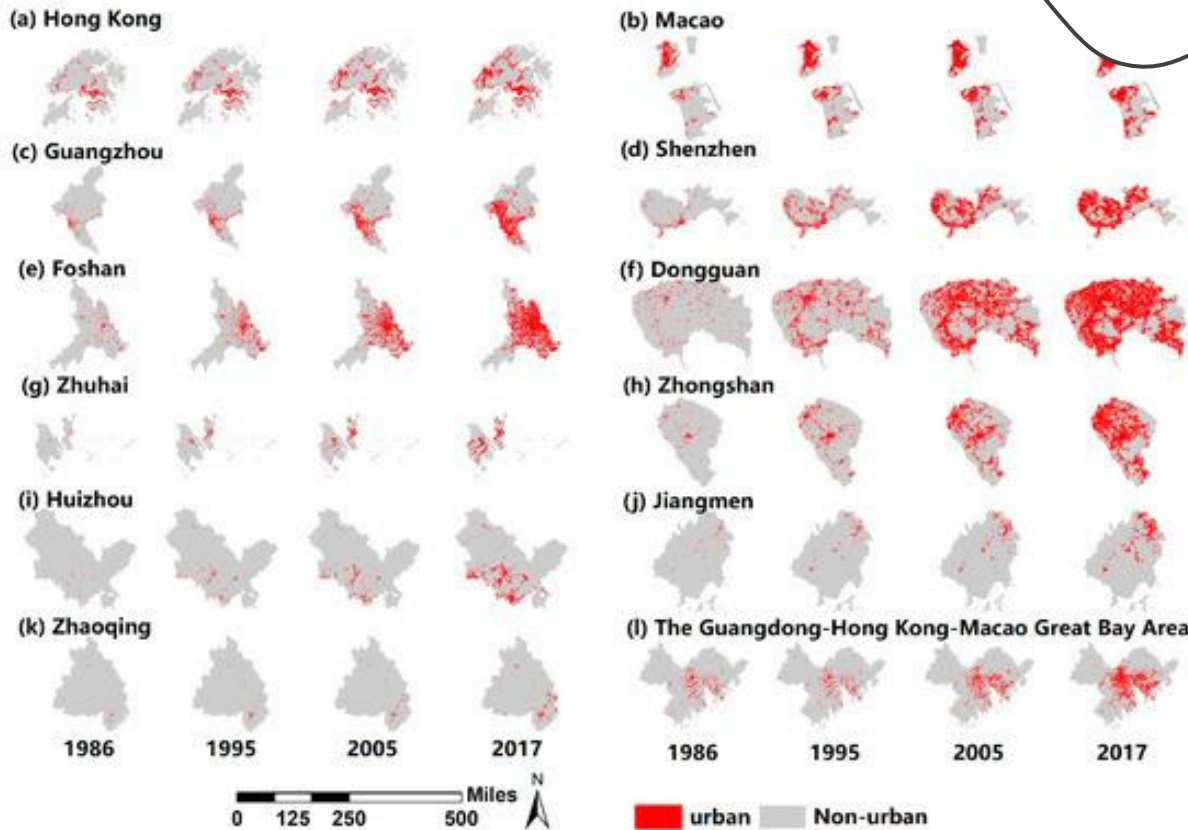 (a) Hong Kong
(b) Macao
(c) Guangzhou
(d) Shenzhen
(e) Foshan
(f) Dongguan
(g) Zhuhai
(h) Zhongshan
(i) Huizhou
(j) Jiangmen
(k) Zhaoqing
(l) The Guangdong-Hong Kong-Macao Great Bay Area
1986 1995 2005 2017
1986 1995 2005 2017
Miles
N
0 125 250 500
urban Non-urban